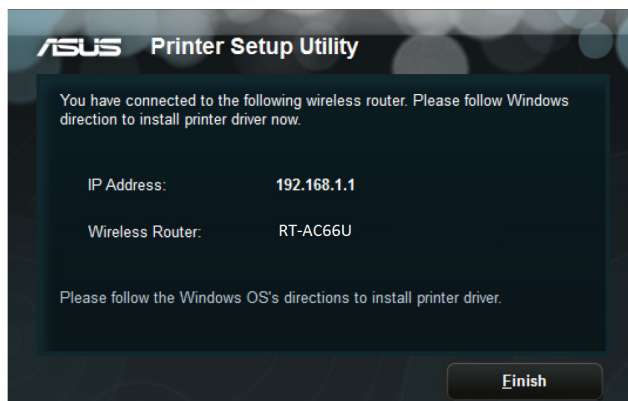 ASUS Printer Setup Utility
You have connected to the following wireless router. Please follow Windows
direction to install printer driver now.
IP Address: 192.168.1.1
Wireless Router: RT-AC66U
Please follow the Windows OS's directions to install printer driver.
Finish